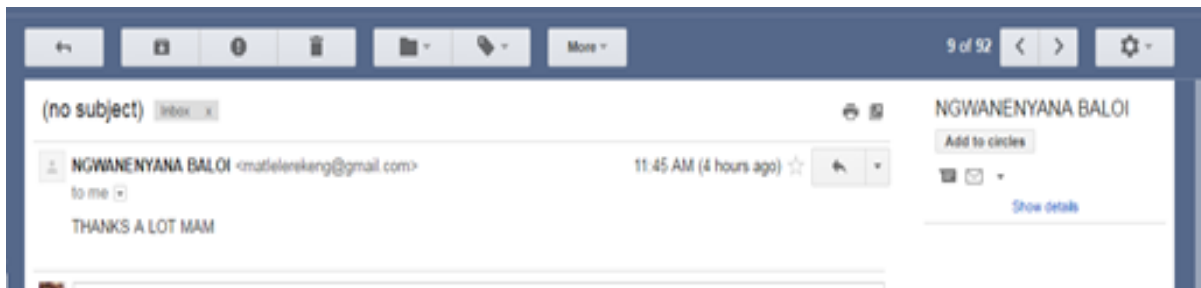 More
9 of 92
(no subject) Inbox x
NGWANENYANA BALOI
Add to circles
NGWANENYANA BALOI <matlelerekeng@gmail.com>
11:45 AM (4 hours ago)
to me
Show details
THANKS A LOT MAM